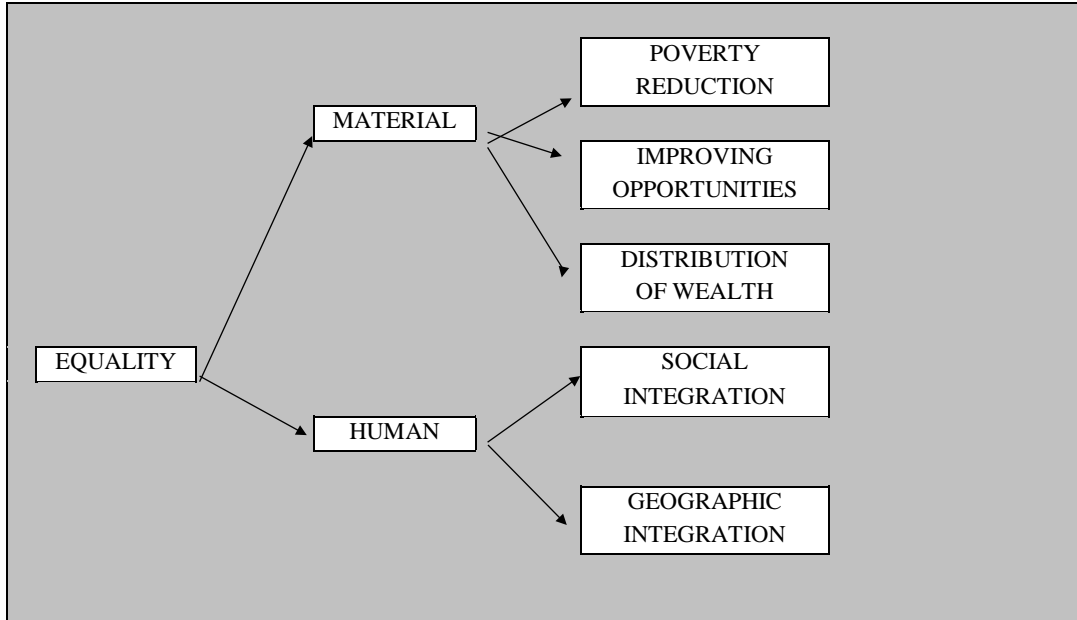 POVERTY
REDUCTION
MATERIAL
IMPROVING
OPPORTUNITIES
DISTRIBUTION
OF WEALTH
EQUALITY
SOCIAL
INTEGRATION
HUMAN
GEOGRAPHIC
INTEGRATION